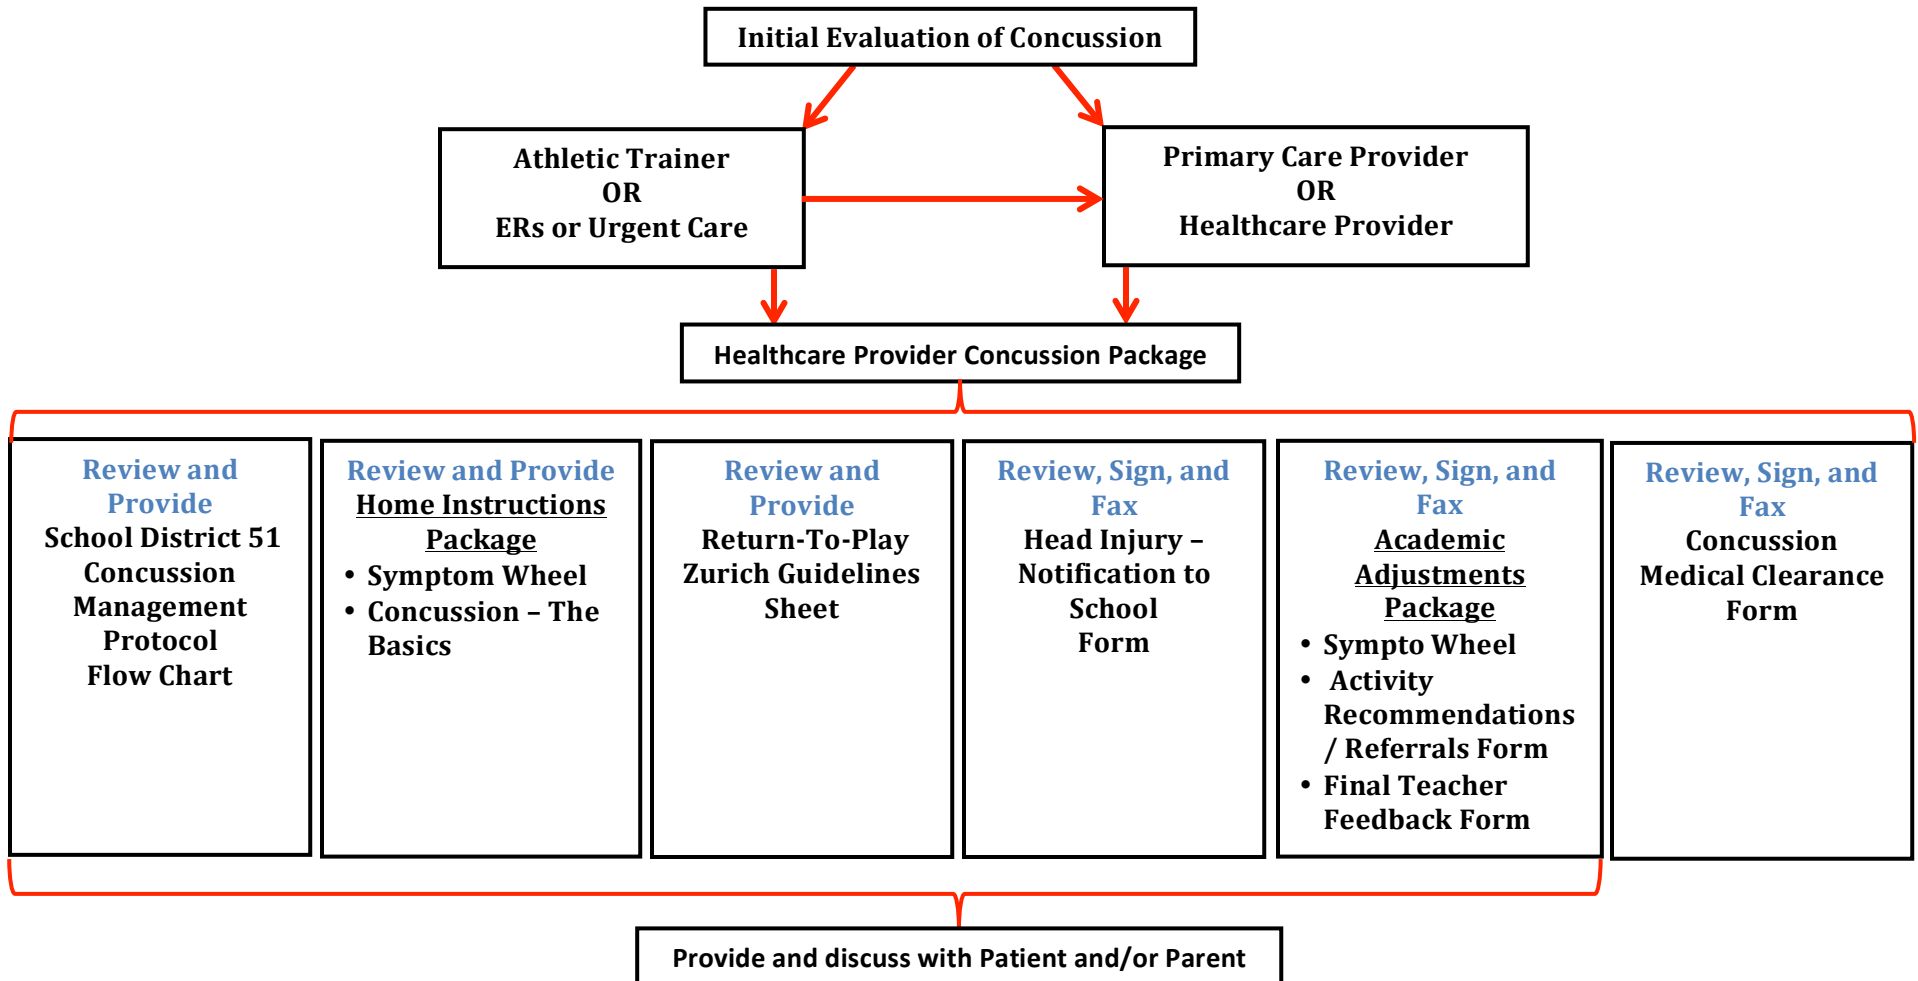 Initial Evaluation of Concussion
Athletic Trainer
OR
ERs or Urgent Care
Primary Care Provider
OR
Healthcare Provider
Healthcare Provider Concussion Package
Review and
Provide
School District 51
Concussion
Management
Protocol
Flow Chart
Review and Provide
Home Instructions
Package
• Symptom Wheel
• Concussion – The
Basics
Review and
Provide
Return-To-Play
Zurich Guidelines
Sheet
Review, Sign, and
Fax
Head Injury –
Notification to
School
Form
Review, Sign, and
Fax
Academic
Adjustments
Package
• Sympto Wheel
• Activity
Recommendations
/ Referrals Form
• Final Teacher
Feedback Form
Review, Sign, and
Fax
Concussion
Medical Clearance
Form
Provide and discuss with Patient and/or Parent